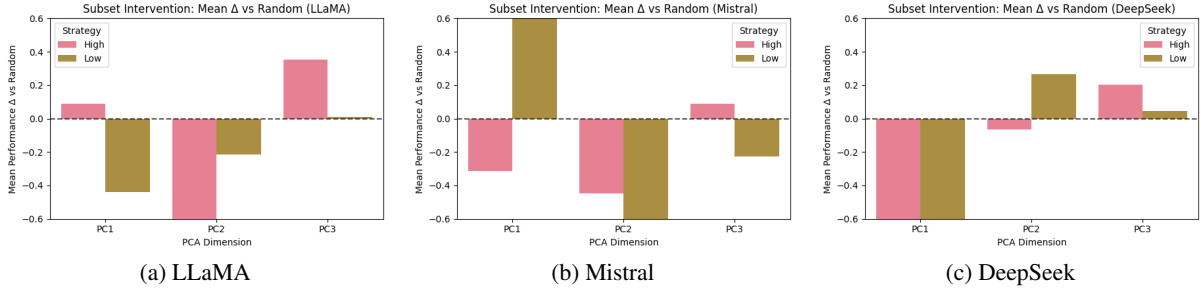 Subset Intervention: Mean Δ vs Random (LLaMA)
Mean Performance Δ vs Random
0.6
0.4
0.2
0.0
−0.2
−0.4
−0.6
Strategy
High
Low
PC1
PC2
PC3
PCA Dimension
(a) LLaMA
Subset Intervention: Mean Δ vs Random (Mistral)
Mean Performance Δ vs Random
0.6
0.4
0.2
0.0
−0.2
−0.4
−0.6
Strategy
High
Low
PC1
PC2
PC3
PCA Dimension
(b) Mistral
Subset Intervention: Mean Δ vs Random (DeepSeek)
Mean Performance Δ vs Random
0.6
0.4
0.2
0.0
−0.2
−0.4
−0.6
Strategy
High
Low
PC1
PC2
PC3
PCA Dimension
(c) DeepSeek